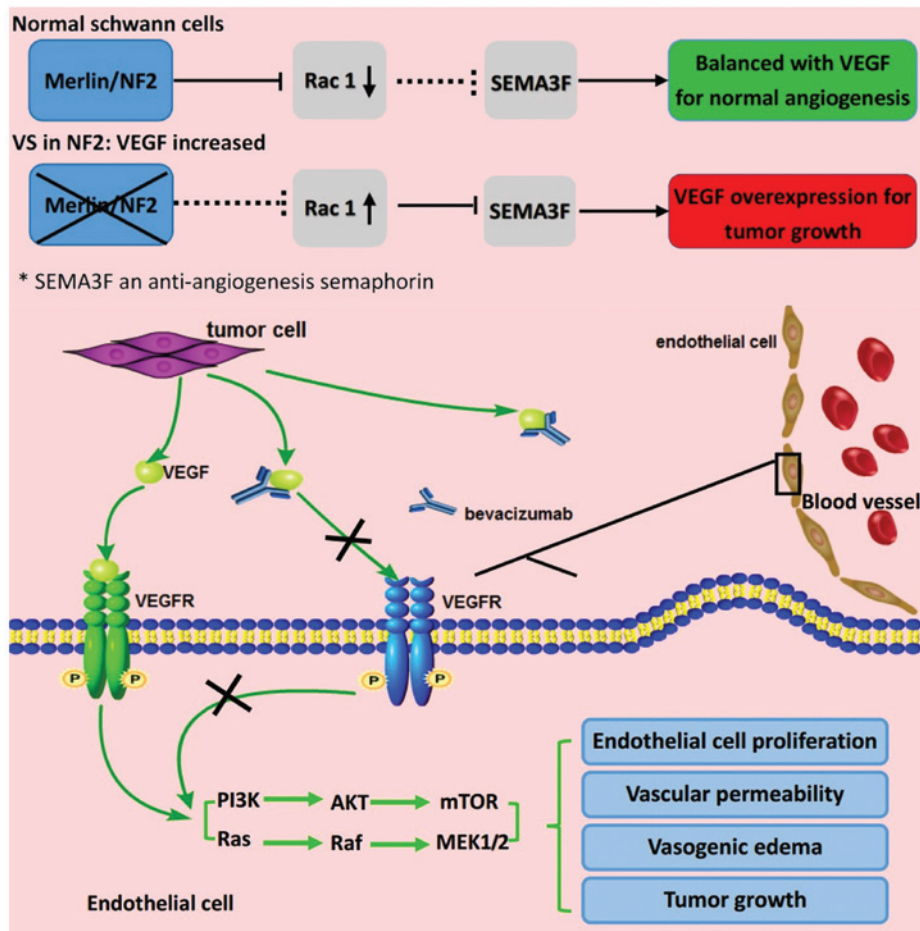 Normal schwann cells
Merlin/NF2
Rac 1
SEMA3F
Balanced with VEGF
for normal angiogenesis
VS in NF2: VEGF increased
Merlin/NF2
Rac 1
SEMA3F
VEGF overexpression for
tumor growth
* SEMA3F an anti-angiogenesis semaphorin
tumor cell
endothelial cell
VEGF
bevacizumab
Blood vessel
VEGFR
VEGFR
P
P
P
P
PI3K
AKT
mTOR
Ras
Raf
MEK1/2
Endothelial cell proliferation
Vascular permeability
Vasogenic edema
Tumor growth
Endothelial cell